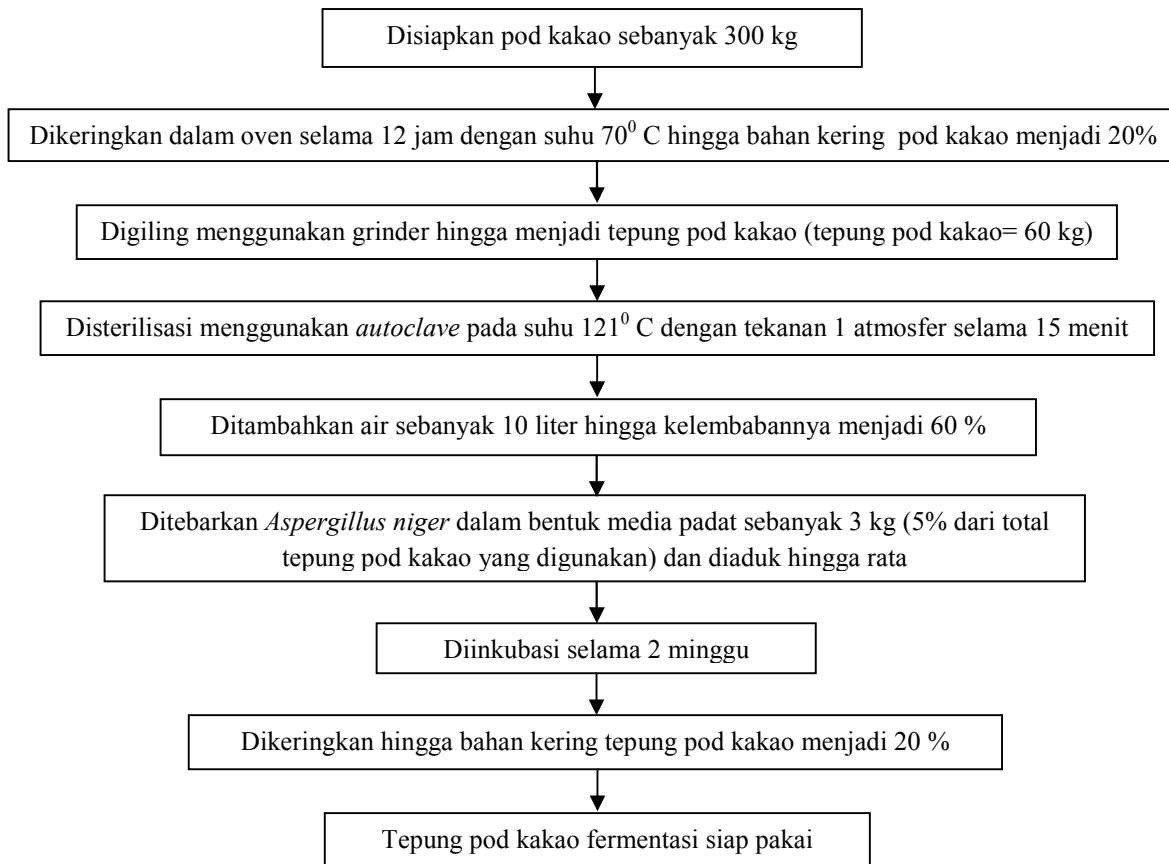 Disiapkan pod kakao sebanyak 300 kg
Dikeringkan dalam oven selama 12 jam dengan suhu 70⁰ C hingga bahan kering pod kakao menjadi 20%
Digiling menggunakan grinder hingga menjadi tepung pod kakao (tepung pod kakao= 60 kg)
Disterilisasi menggunakan autoclave pada suhu 121⁰ C dengan tekanan 1 atmosfer selama 15 menit
Ditambahkan air sebanyak 10 liter hingga kelembabannya menjadi 60 %
Ditebarkan Aspergillus niger dalam bentuk media padat sebanyak 3 kg (5% dari total
tepung pod kakao yang digunakan) dan diaduk hingga rata
Diinkubasi selama 2 minggu
Dikeringkan hingga bahan kering tepung pod kakao menjadi 20 %
Tepung pod kakao fermentasi siap pakai